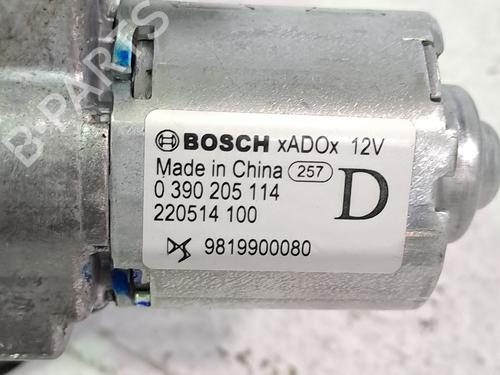 BOSCH xADOx 12V
Made in China 257
0 390 205 114
220514 100
D
9819900080
B-PARTS